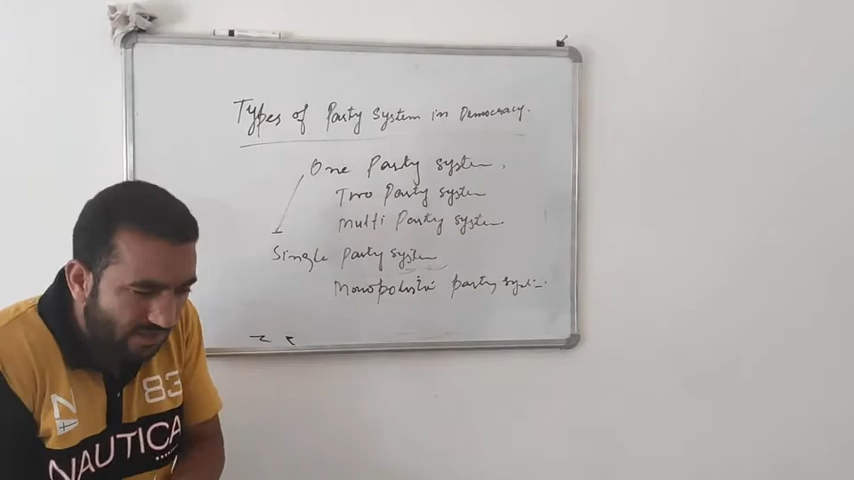 Types of Party System in Democracy.
One Party system,
Two Party system
Multi Party system
Single Party system
party system
83
NAUTICA